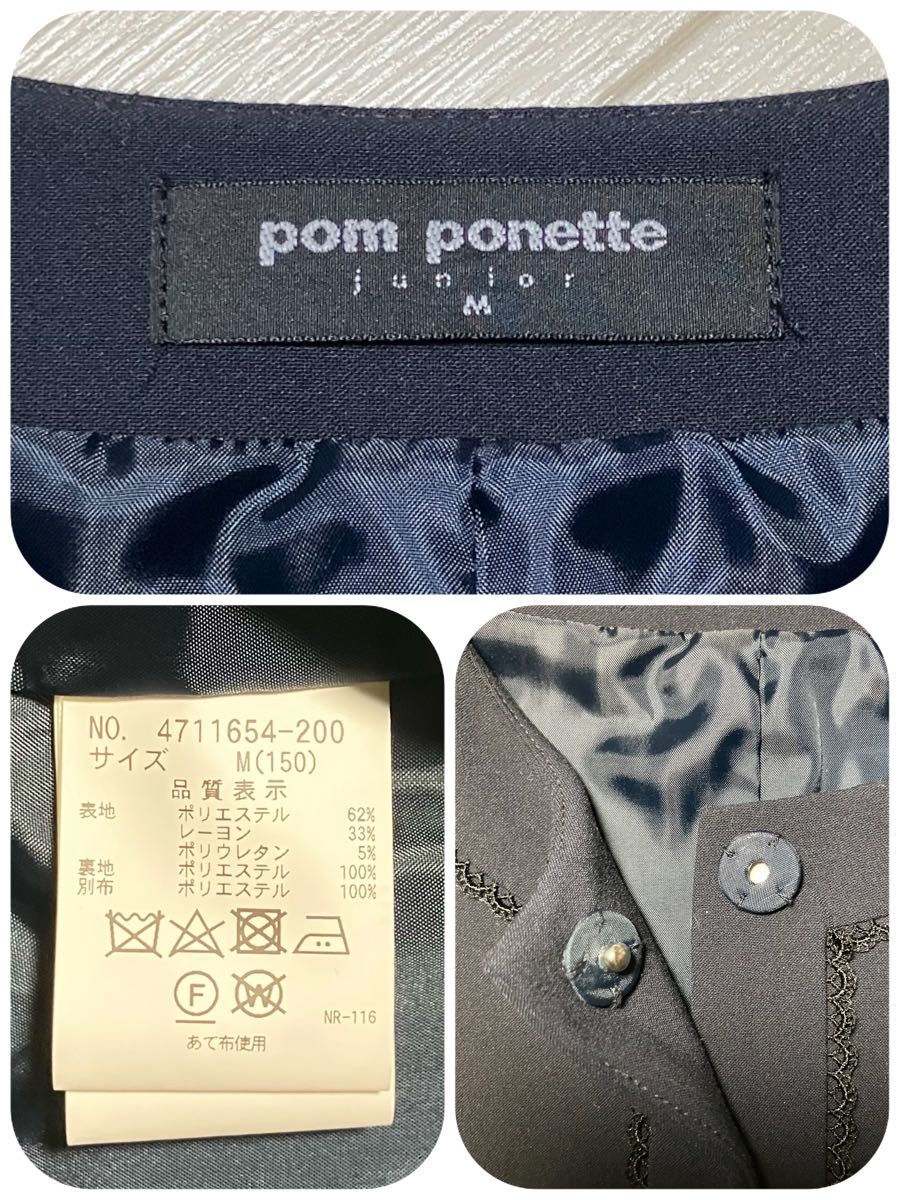 pom ponette
junior
M
NO. 4711654-200
サイズ M(150)
品質表示
表地 ポリエステル 62%
レーヨン 33%
ポリウレタン 5%
裏地 ポリエステル 100%
別布 ポリエステル 100%
F W
NR-116
あて布使用